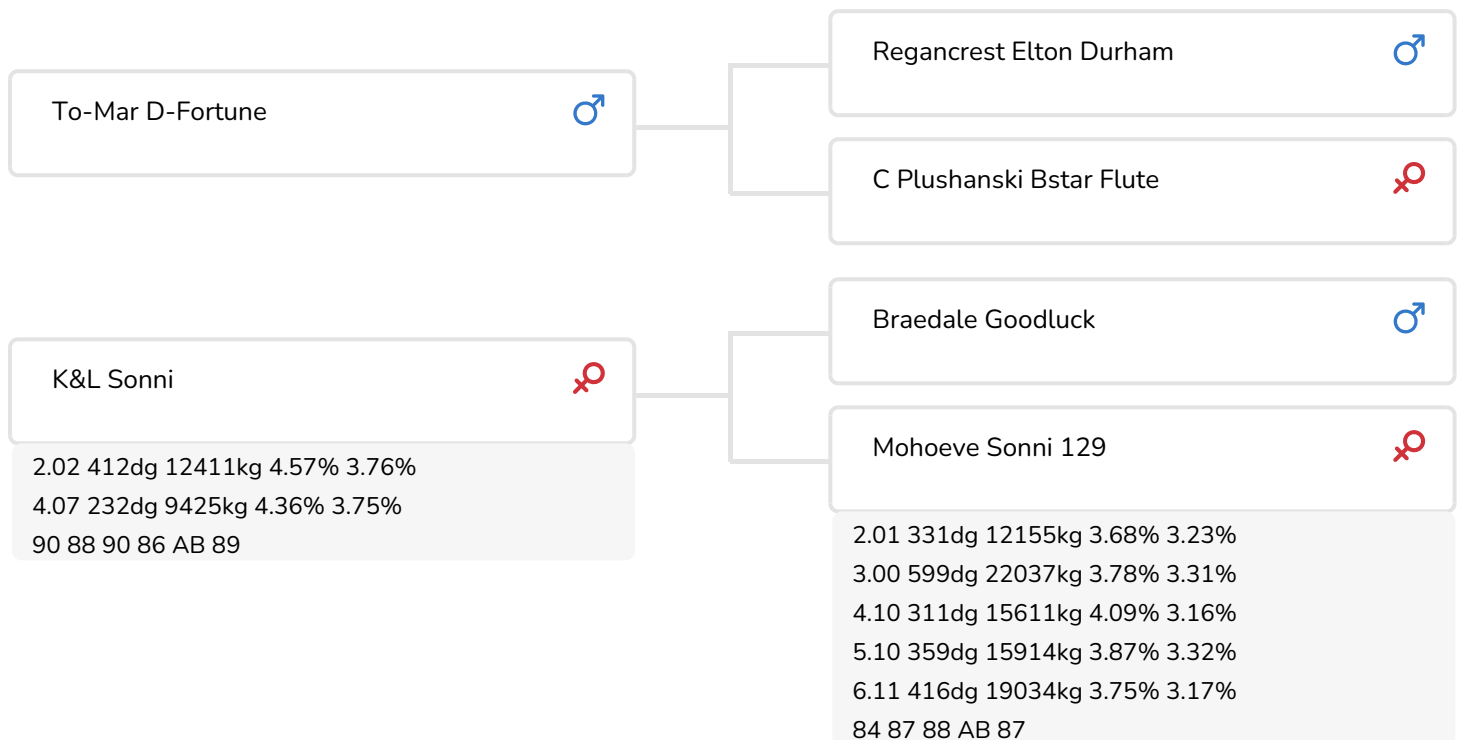 To-Mar D-Fortune
Regancrest Elton Durham
C Plushanski Bstar Flute
K&L Sonni
2.02 412dg 12411kg 4.57% 3.76%
4.07 232dg 9425kg 4.36% 3.75%
90 88 90 86 AB 89
Braedale Goodluck
Mohoeve Sonni 129
2.01 331dg 12155kg 3.68% 3.23%
3.00 599dg 22037kg 3.78% 3.31%
4.10 311dg 15611kg 4.09% 3.16%
5.10 359dg 15914kg 3.87% 3.32%
6.11 416dg 19034kg 3.75% 3.17%
84 87 88 AB 87